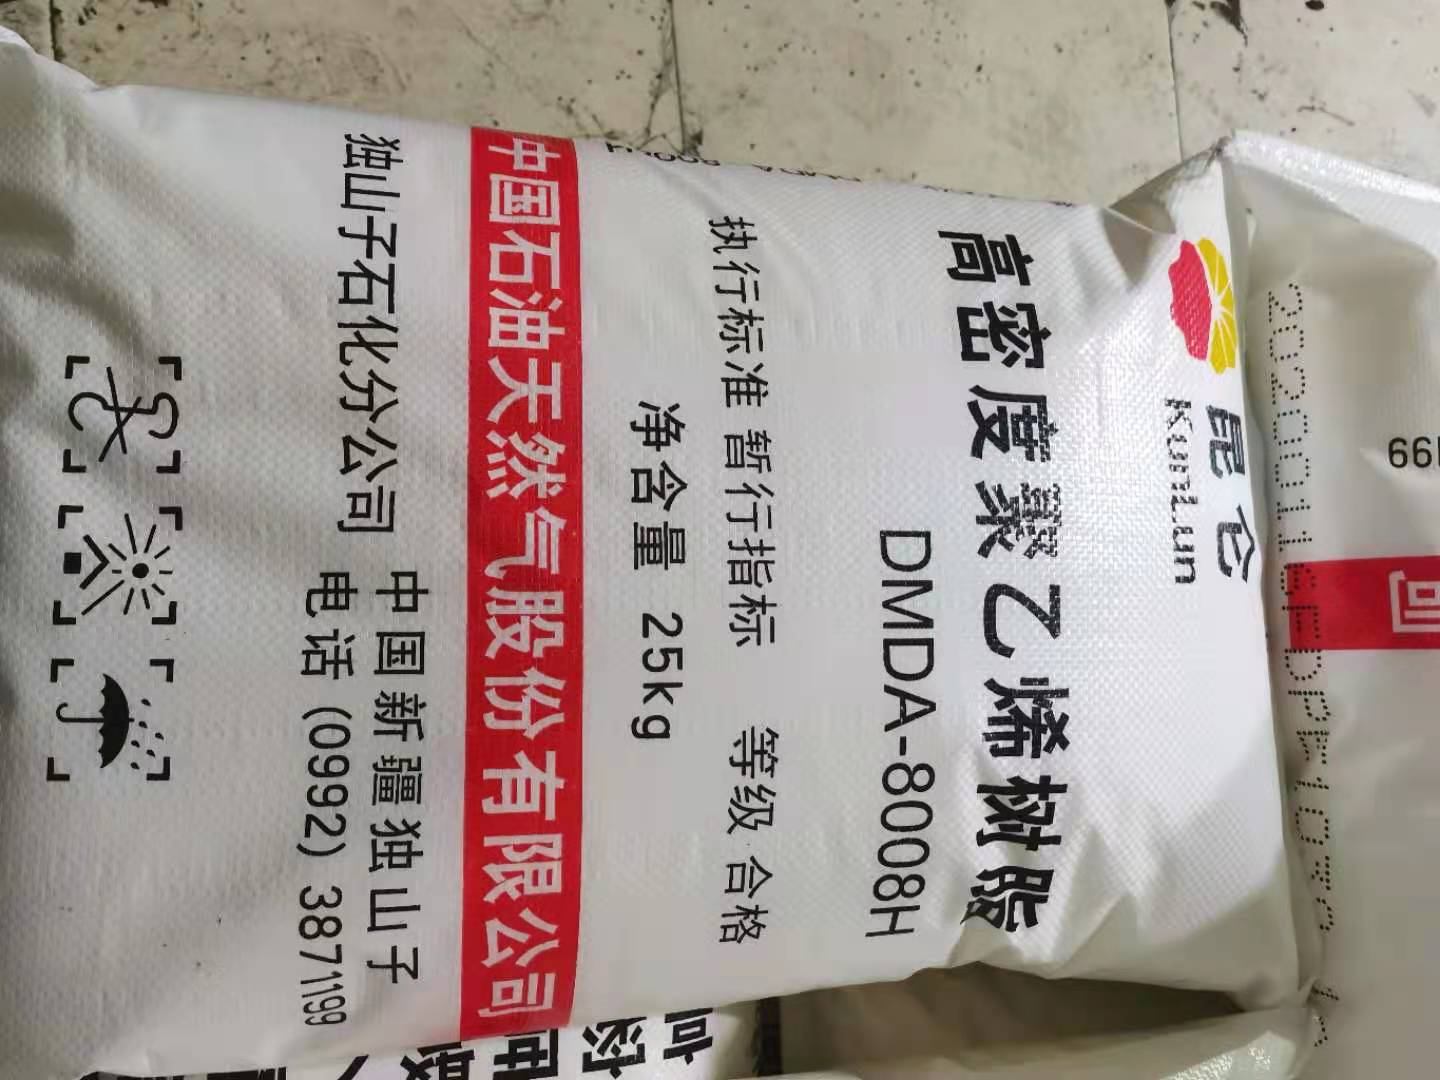 昆仑
KunLun
高密度聚乙烯树脂
DMDA-8008H
执行标准 暂行指标 等级 合格
净含量 25kg
中国石油天然气股份有限公司
独山子石化分公司
中国新疆独山子
电话 (0992) 3871199
司